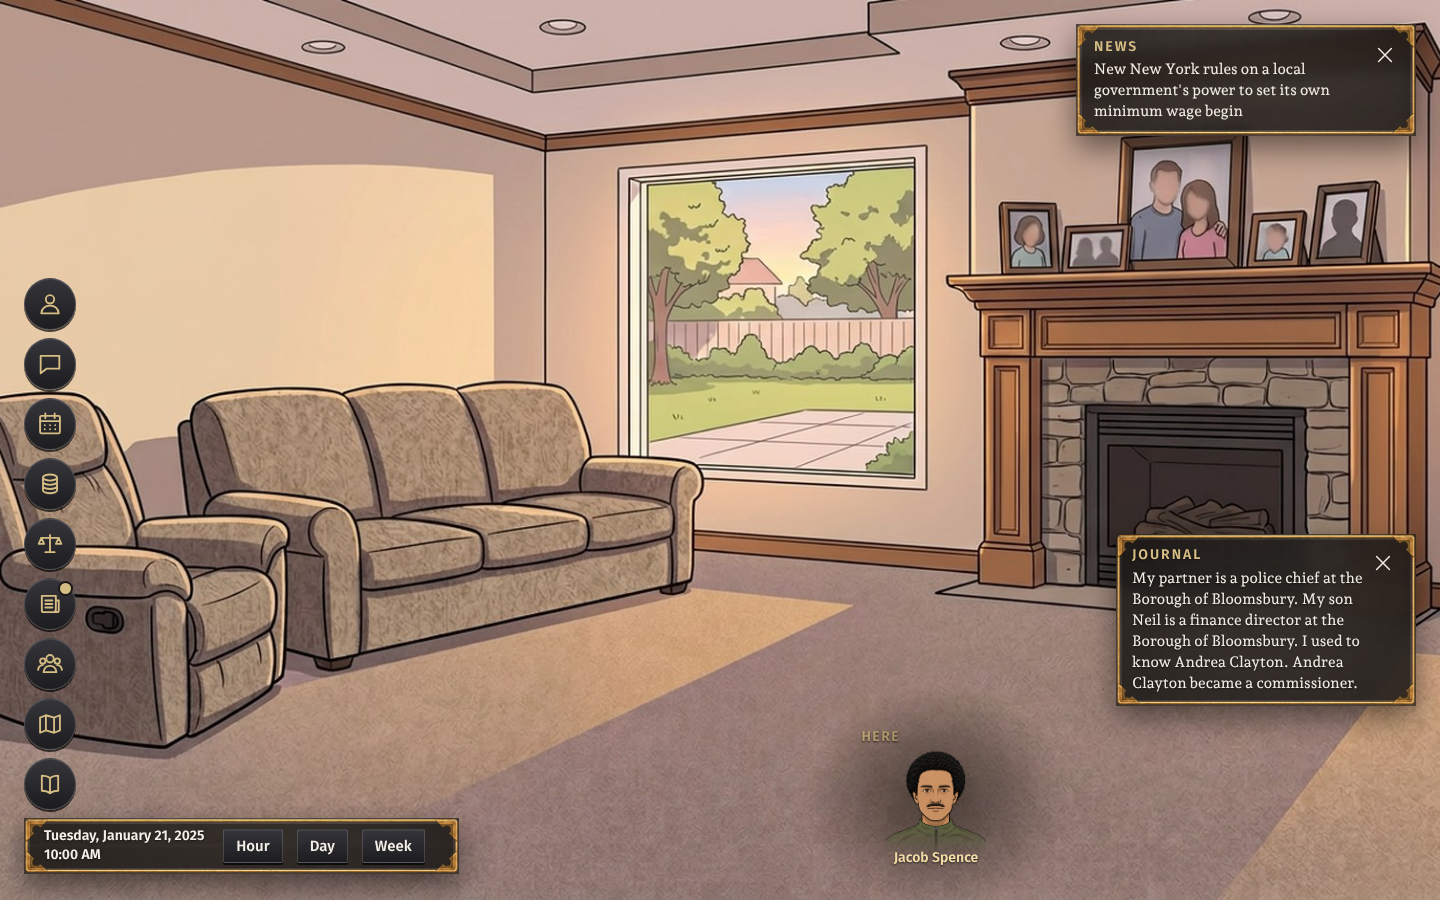 NEWS
New New York rules on a local
government's power to set its own
minimum wage begin
JOURNAL
My partner is a police chief at the
Borough of Bloomsbury. My son
Neil is a finance director at the
Borough of Bloomsbury. I used to
know Andrea Clayton. Andrea
Clayton became a commissioner.
HERE
Jacob Spence
Tuesday, January 21, 2025
10:00 AM
Hour
Day
Week